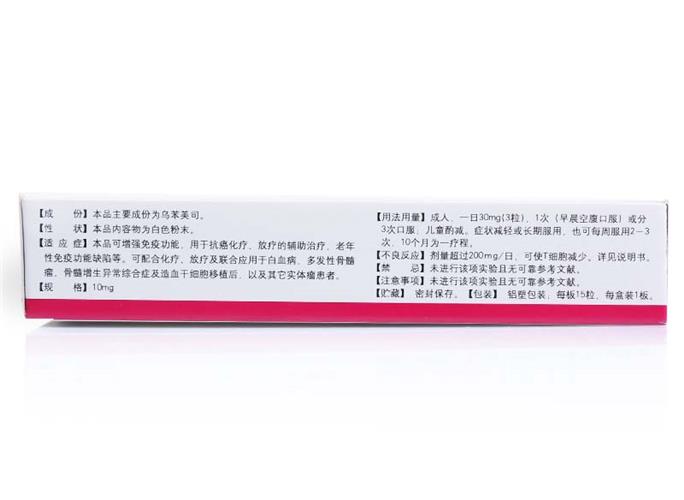 【成　份】本品主要成份为乌苯美司。
【性　状】本品内容物为白色粉末。
【适 应 症】本品可增强免疫功能，用于抗癌化疗、放疗的辅助治疗，老年
性免疫功能缺陷等。可配合化疗、放疗及联合应用于白血病、多发性骨髓
瘤、骨髓增生异常综合症及造血干细胞移植后，以及其它实体瘤患者。
【规　格】10mg
【用法用量】成人，一日30mg(3粒)，1次（早晨空腹口服）或分
3次口服，儿童酌减。症状减轻或长期服用，也可每周服用2-3
次，10个月为一疗程。
【不良反应】剂量超过200mg/日，可使T细胞减少。详见说明书。
【禁　忌】未进行该项实验且无可靠参考文献。
【注意事项】未进行该项实验且无可靠参考文献。
【贮藏】 密封保存。【包装】 铝塑包装；每板15粒，每盒装1板。